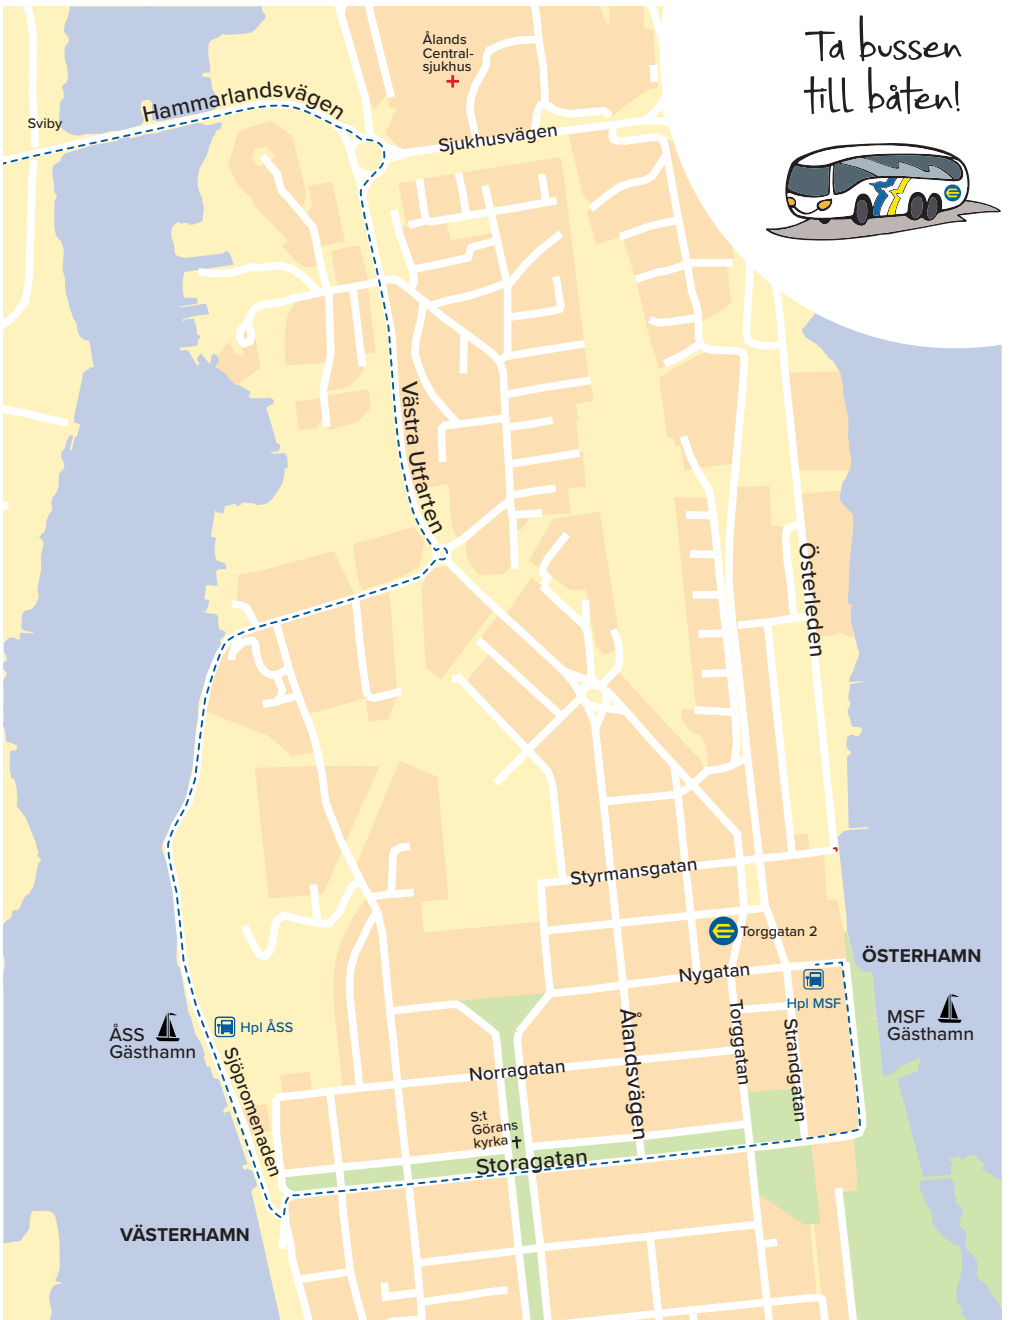 Ta bussen
till båten!
Ålands
Central-
sjukhus
Hammarlandsvägen
Sviby
Sjukhusvägen
Västra Utfarten
Österleden
Styrmansgatan
Torggatan 2
Nygatan
ÖSTERHAMN
Hpl MSF
MSF
Gästhamn
ÅSS
Gästhamn
Hpl ÅSS
Sjöpromenaden
Ålandsvägen
Torggatan
Strandgatan
Norragatan
S:t
Görans
kyrka
Storagatan
VÄSTERHAMN